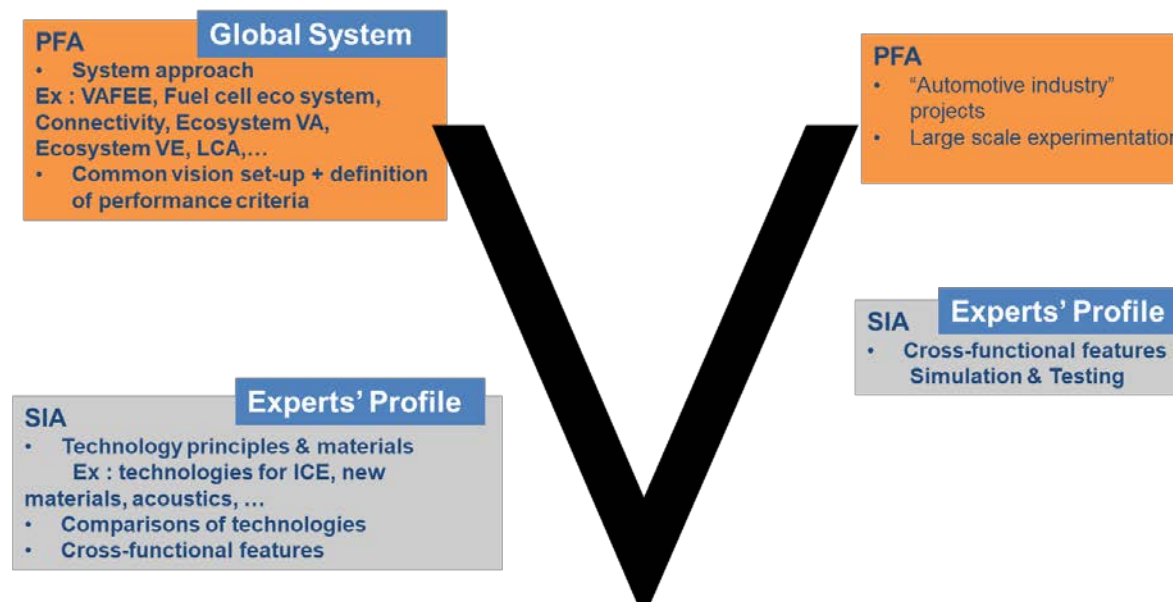 Global System
PFA
• System approach
Ex : VAFEE, Fuel cell eco system,
Connectivity, Ecosystem VA,
Ecosystem VE, LCA,...
• Common vision set-up + definition
of performance criteria
PFA
• “Automotive industry”
projects
• Large scale experimentation
Experts’ Profile
SIA
• Cross-functional features
Simulation & Testing
Experts’ Profile
SIA
• Technology principles & materials
Ex : technologies for ICE, new
materials, acoustics, ...
• Comparisons of technologies
• Cross-functional features